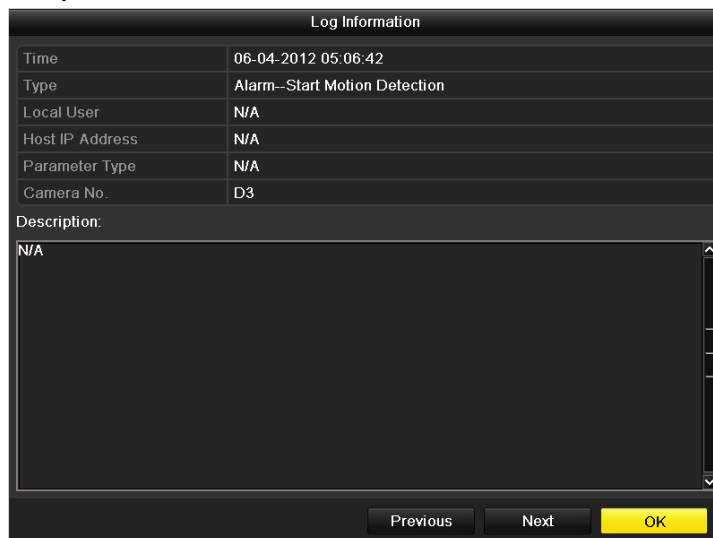 Log Information
Time 06-04-2012 05:06:42
Type Alarm--Start Motion Detection
Local User N/A
Host IP Address N/A
Parameter Type N/A
Camera No. D3
Description:
N/A
Previous Next OK